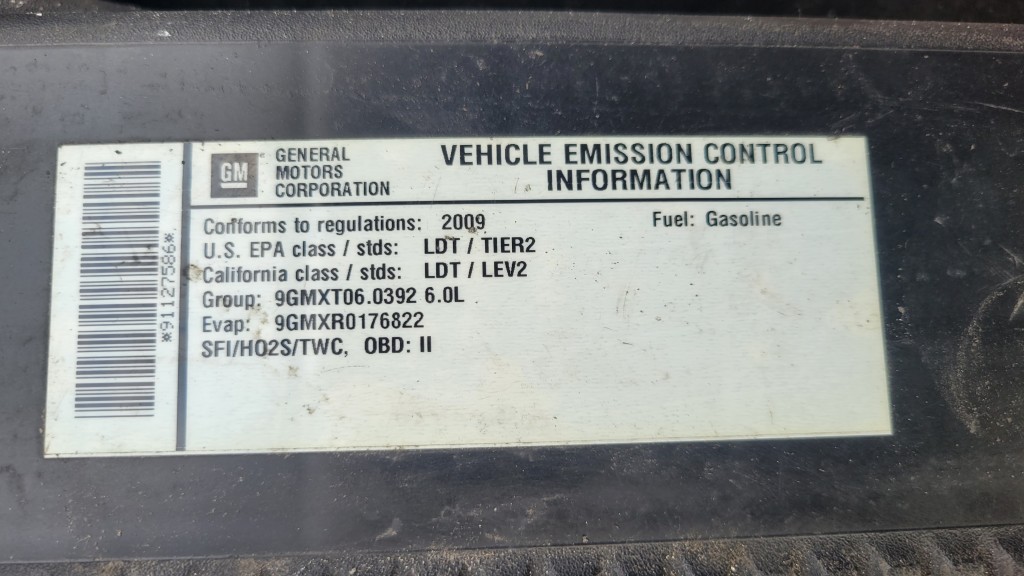 *91127586*
GM
GENERAL
MOTORS
CORPORATION
VEHICLE EMISSION CONTROL
INFORMATION
Conforms to regulations: 2009 Fuel: Gasoline
U.S. EPA class / stds: LDT / TIER2
California class / stds: LDT / LEV2
Group: 9GMXT06.0392 6.0L
Evap: 9GMXR0176822
SFI/HO2S/TWC, OBD: II